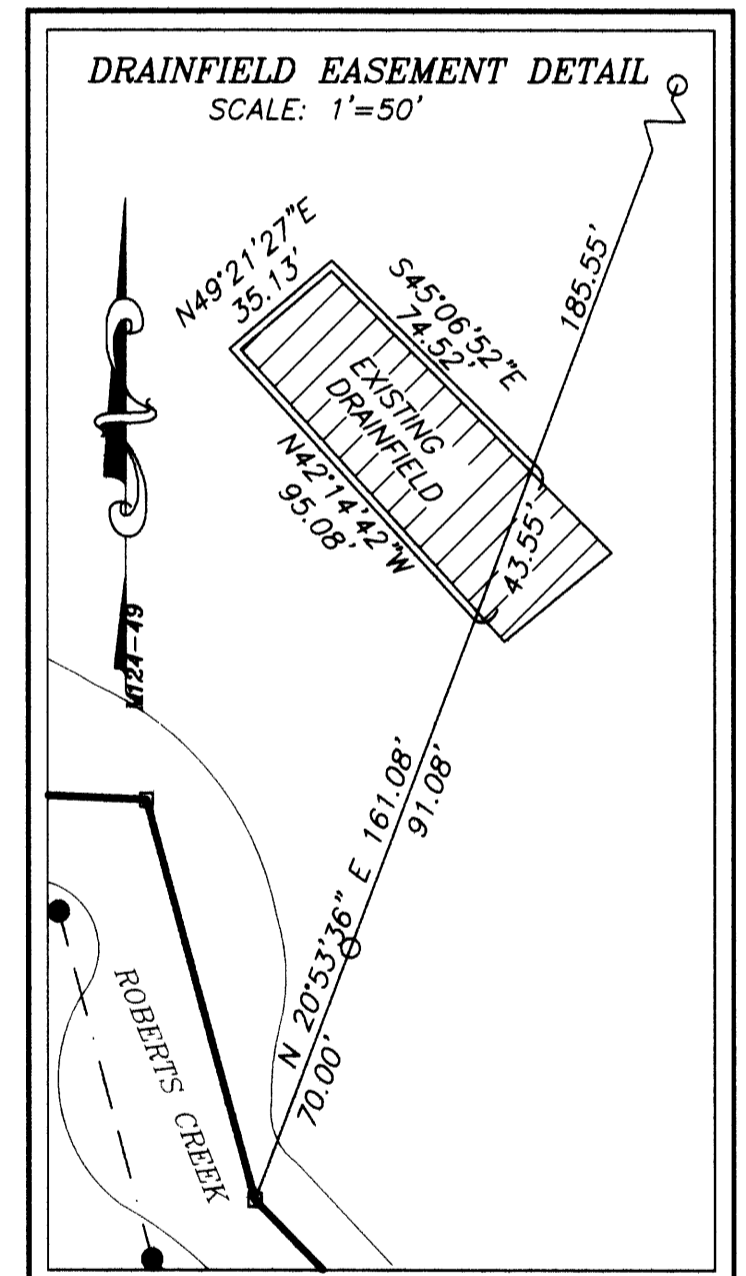 DRAINFIELD EASEMENT DETAIL
SCALE: 1'=50'
N49°21'27"E
35.13'
S45°06'52"E
74.52'
185.55'
EXISTING
DRAINFIELD
N42°14'42"W
95.08'
43.55'
M124-49
N 20°53'36" E 161.08'
91.08'
70.00'
ROBERTS CREEK